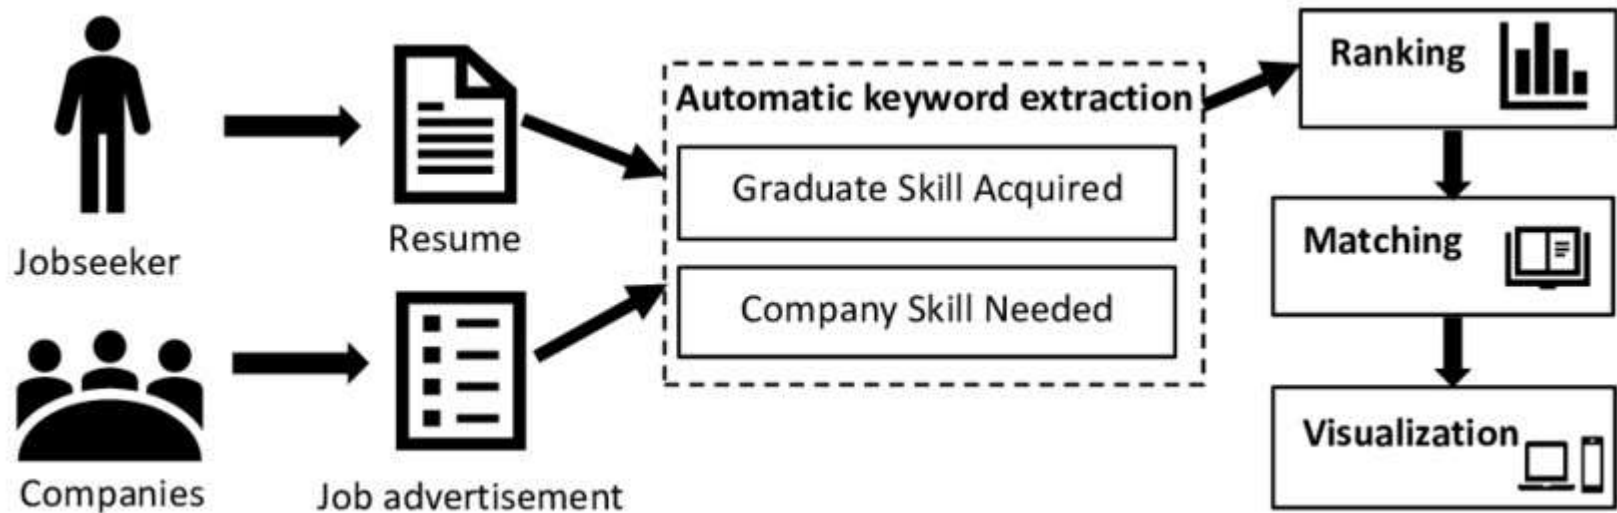 Jobseeker
Resume
Companies
Job advertisement
Automatic keyword extraction
Graduate Skill Acquired
Company Skill Needed
Ranking
Matching
Visualization